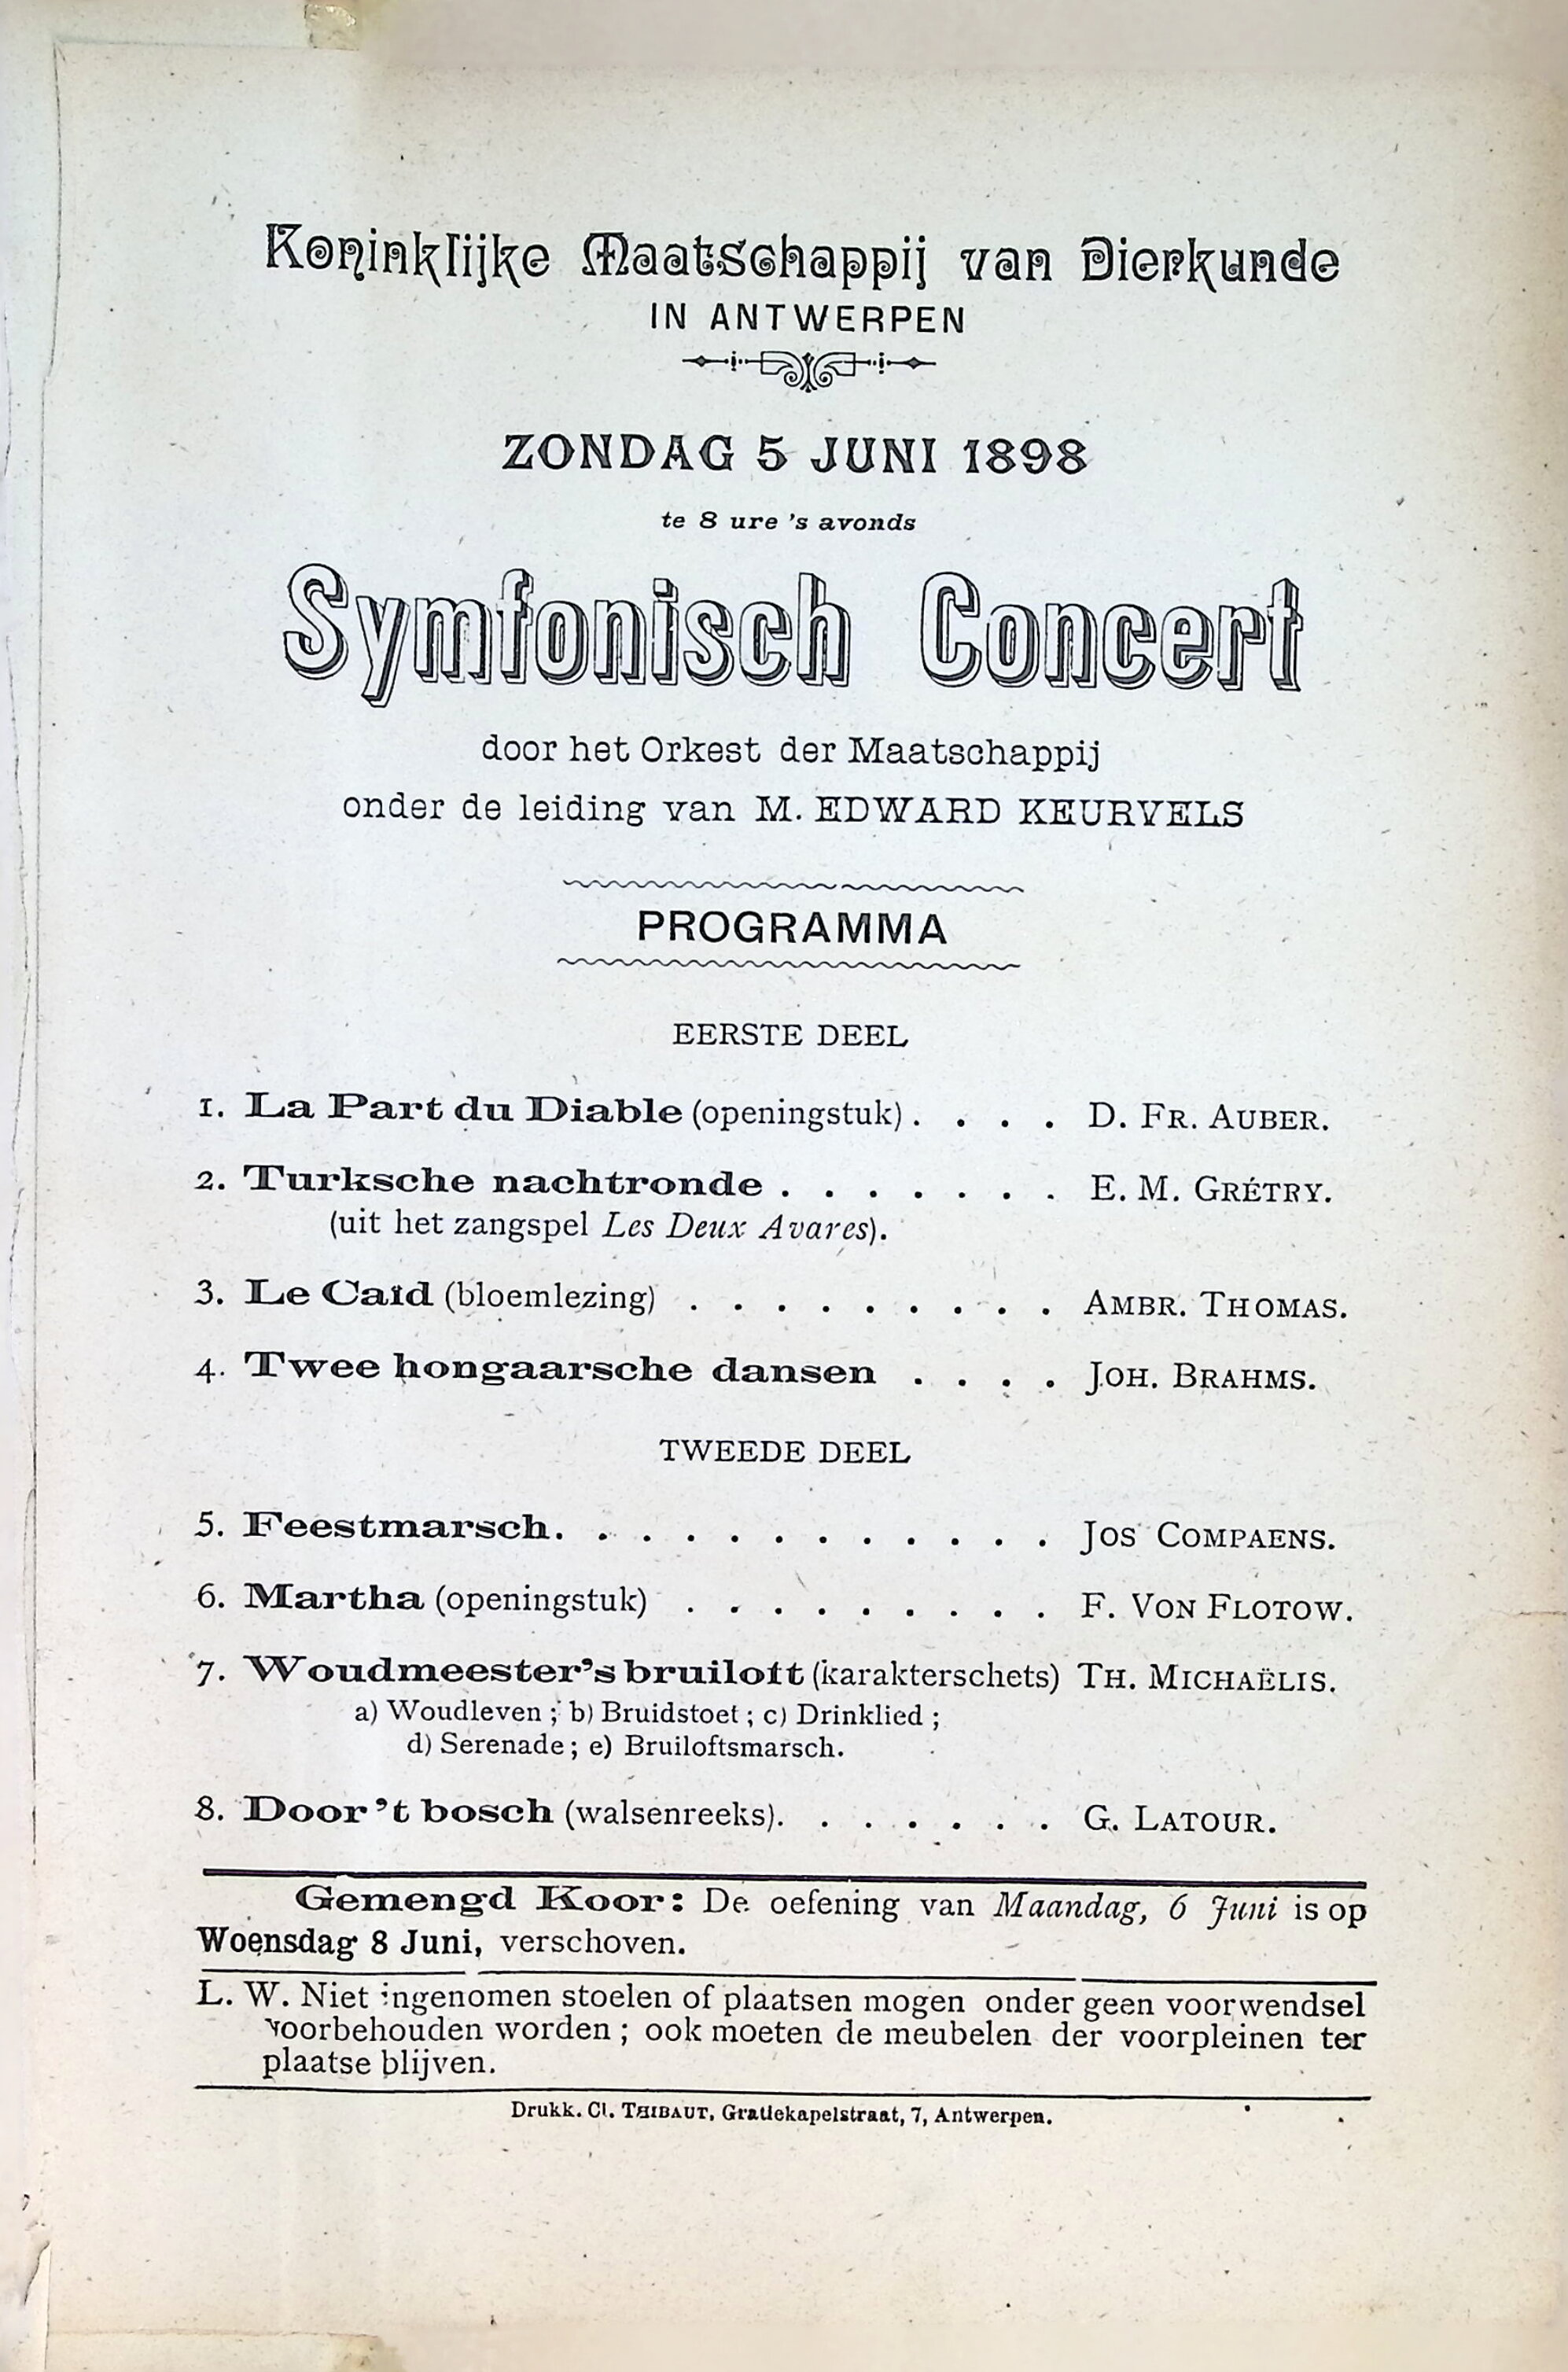 Koninklijke Maatschappij van Dierkunde
IN ANTWERPEN
ZONDAG 5 JUNI 1898
te 8 ure 's avonds
Symfonisch Concert
door het Orkest der Maatschappij
onder de leiding van M. EDWARD KEURVELS
PROGRAMMA
EERSTE DEEL
1. La Part du Diable (openingstuk) . . . . D. FR. AUBER.
2. Turksche nachtronde . . . . . . . E. M. GRÉTRY.
(uit het zangspel Les Deux Avares).
3. Le Caïd (bloemlezing) . . . . . . . . . AMBR. THOMAS.
4. Twee hongaarsche dansen . . . . JOH. BRAHMS.
TWEEDE DEEL
5. Feestmarsch. . . . . . . . . . . . JOS COMPAENS.
6. Martha (openingstuk) . . . . . . . . . F. VON FLOTOW.
7. Woudmeester's bruiloft (karakterschets) TH. MICHAËLIS.
a) Woudleven ; b) Bruidstoet ; c) Drinklied ;
d) Serenade ; e) Bruiloftsmarsch.
8. Door 't bosch (walsenreeks). . . . . . . G. LATOUR.
Gemengd Koor: De oefening van Maandag, 6 Juni is op
Woensdag 8 Juni, verschoven.
L. W. Niet ingenomen stoelen of plaatsen mogen onder geen voorwendsel
voorbehouden worden ; ook moeten de meubelen der voorpleinen ter
plaatse blijven.
Drukk. Cl. THIBAUT, Gratiekapelstraat, 7, Antwerpen.